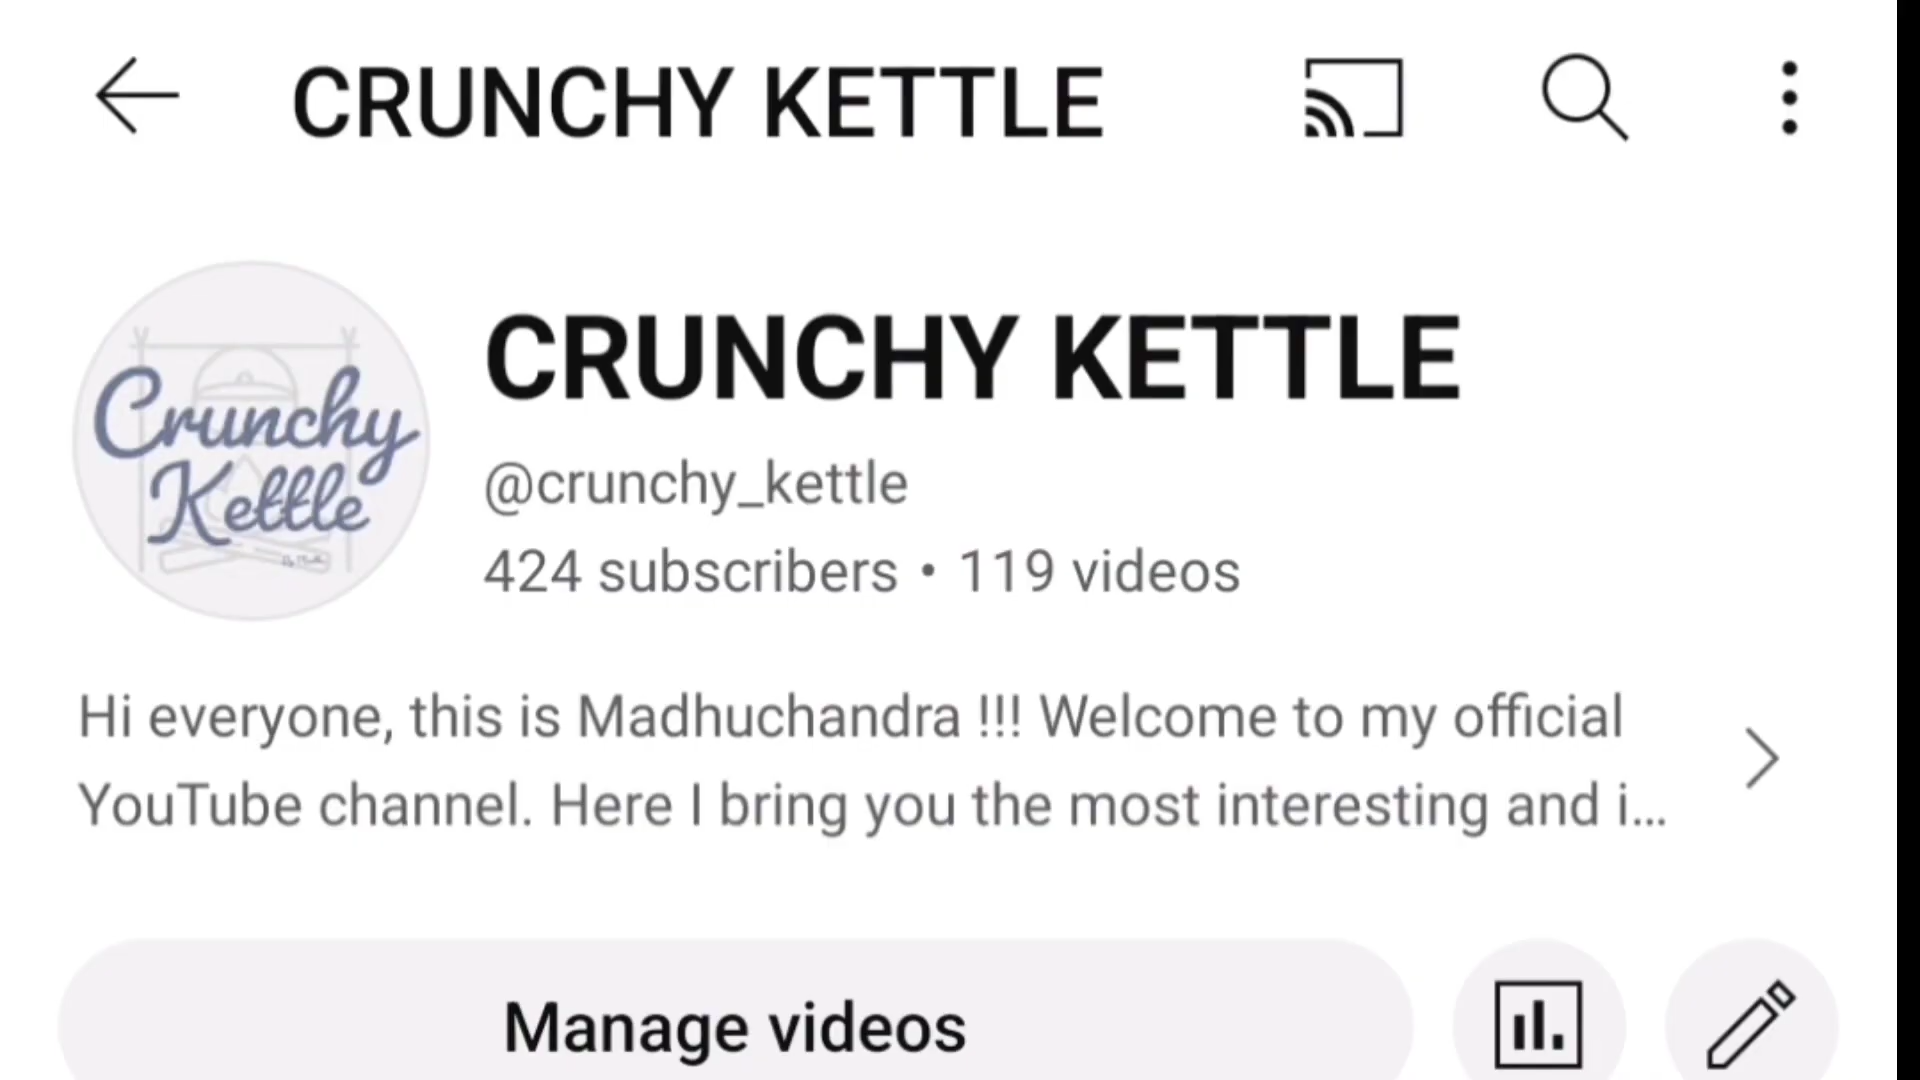 CRUNCHY KETTLE
Crunchy
Kettle
CRUNCHY KETTLE
@crunchy_kettle
424 subscribers • 119 videos
Hi everyone, this is Madhuchandra !!! Welcome to my official
YouTube channel. Here I bring you the most interesting and i...
Manage videos